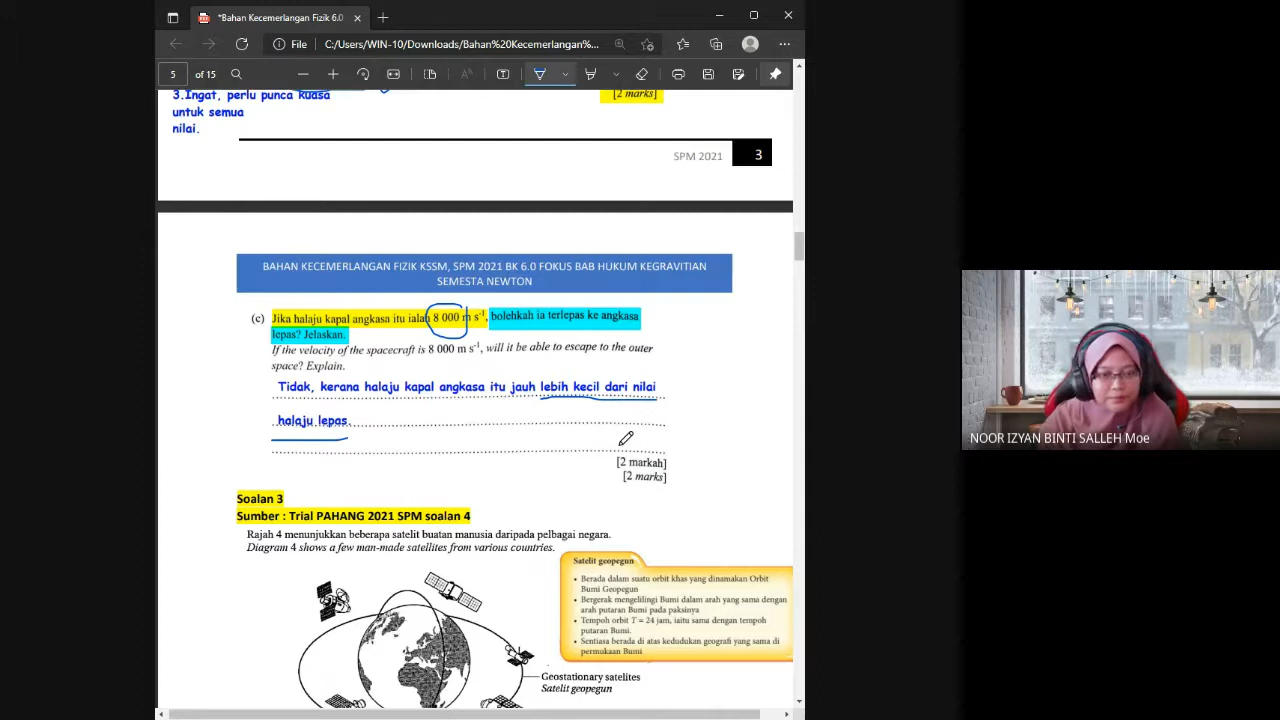 *Bahan Kecemerlangan Fizik 6.0
File
C:/Users/WIN-10/Downloads/Bahan%20Kecemerlangan%...
5 of 15
3.Ingat, perlu punca kuasa
untuk semua
nilai.
[2 marks]
SPM 2021 3
BAHAN KECEMERLANGAN FIZIK KSSM, SPM 2021 BK 6.0 FOKUS BAB HUKUM KEGRAVITIAN
SEMESTA NEWTON
(c) Jika halaju kapal angkasa itu ialah 8 000 m s⁻¹, bolehkah ia terlepas ke angkasa
lepas? Jelaskan.
If the velocity of the spacecraft is 8 000 m s⁻¹, will it be able to escape to the outer
space? Explain.
Tidak, kerana halaju kapal angkasa itu jauh lebih kecil dari nilai
halaju lepas.
[2 markah]
[2 marks]
Soalan 3
Sumber : Trial PAHANG 2021 SPM soalan 4
Rajah 4 menunjukkan beberapa satelit buatan manusia daripada pelbagai negara.
Diagram 4 shows a few man-made satellites from various countries.
Satelit geopegun
• Berada dalam suatu orbit khas yang dinamakan Orbit
Bumi Geopegun
• Bergerak mengelilingi Bumi dalam arah yang sama dengan
arah putaran Bumi pada paksinya
• Tempoh orbit T = 24 jam, iaitu sama dengan tempoh
putaran Bumi.
• Sentiasa berada di atas kedudukan geografi yang sama di
permukaan Bumi
Geostationary satellites
Satelit geopegun
NOOR IZYAN BINTI SALLEH Moe